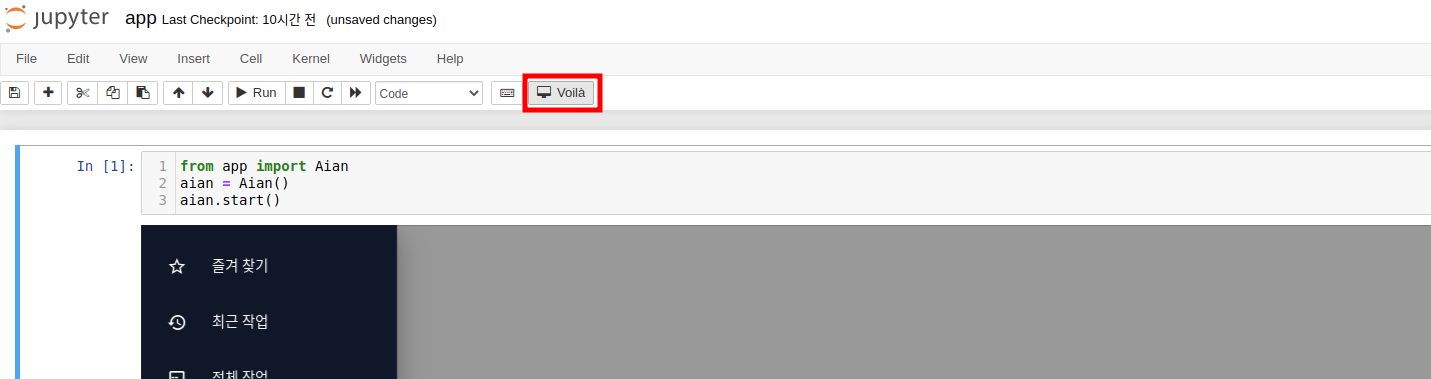 jupyter app Last Checkpoint: 10시간 전 (unsaved changes)
File Edit View Insert Cell Kernel Widgets Help
Run Code Voilà
In [1]:
1 from app import Aian
2 aian = Aian()
3 aian.start()
즐겨 찾기
최근 작업
전체 작업